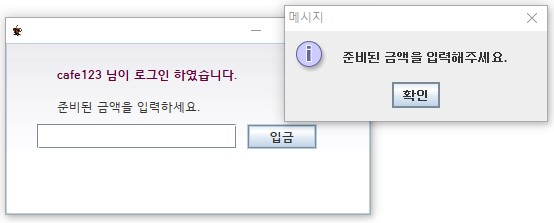 cafe123 님이 로그인 하였습니다.
준비된 금액을 입력하세요.
입금
메시지
준비된 금액을 입력해주세요.
확인